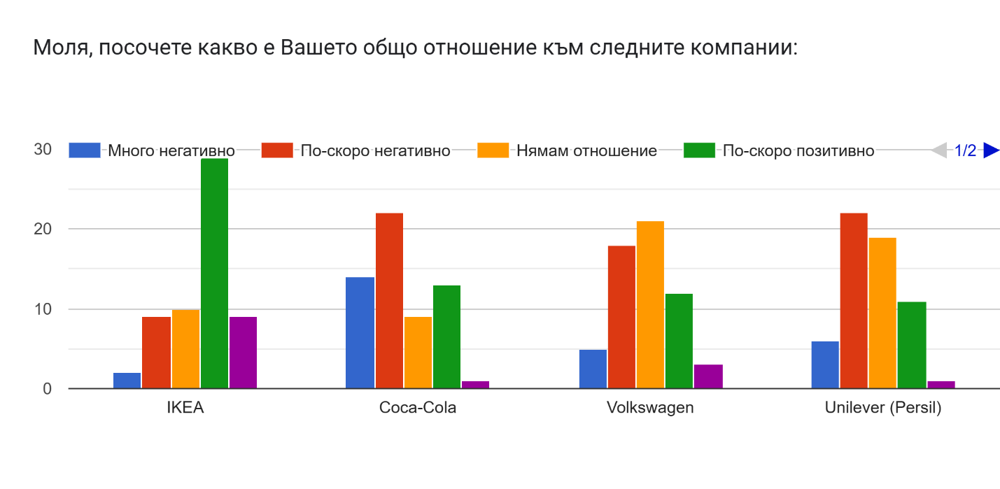 Моля, посочете какво е Вашето общо отношение към следните компании:
30 Много негативно По-скоро негативно Нямам отношение По-скоро позитивно 1/2
20
10
0
IKEA Coca-Cola Volkswagen Unilever (Persil)